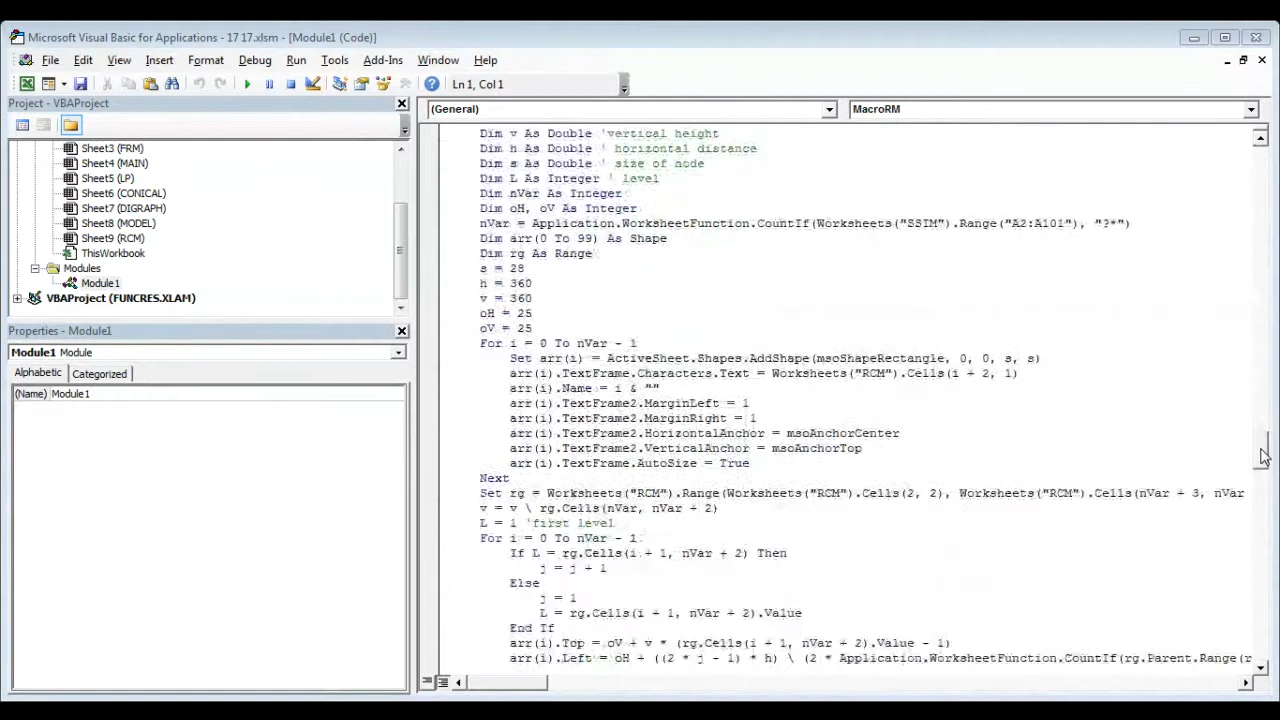 Microsoft Visual Basic for Applications - 17 17.xlsm - [Module1 (Code)]
File Edit View Insert Format Debug Run Tools Add-Ins Window Help
Ln 1, Col 1
Project - VBAProject
(General)
MacroRM
Sheet3 (FRM)
Sheet4 (MAIN)
Sheet5 (LP)
Sheet6 (CONICAL)
Sheet7 (DIGRAPH)
Sheet8 (MODEL)
Sheet9 (RCM)
ThisWorkbook
Modules
Module1
VBAProject (FUNCRES.XLAM)
Properties - Module1
Module1 Module
Alphabetic Categorized
(Name) Module1
Dim v As Double 'vertical height
Dim h As Double ' horizontal distance
Dim s As Double ' size of node
Dim L As Integer ' level
Dim nVar As Integer
Dim oH, oV As Integer
nVar = Application.WorksheetFunction.CountIf(Worksheets("SSIM").Range("A2:A101"), "?*")
Dim arr(0 To 99) As Shape
Dim rg As Range
s = 28
h = 360
v = 360
oH = 25
oV = 25
For i = 0 To nVar - 1
Set arr(i) = ActiveSheet.Shapes.AddShape(msoShapeRectangle, 0, 0, s, s)
arr(i).TextFrame.Characters.Text = Worksheets("RCM").Cells(i + 2, 1)
arr(i).Name = i & ""
arr(i).TextFrame2.MarginLeft = 1
arr(i).TextFrame2.MarginRight = 1
arr(i).TextFrame2.HorizontalAnchor = msoAnchorCenter
arr(i).TextFrame2.VerticalAnchor = msoAnchorTop
arr(i).TextFrame.AutoSize = True
Next
Set rg = Worksheets("RCM").Range(Worksheets("RCM").Cells(2, 2), Worksheets("RCM").Cells(nVar + 3, nVar
v = v \ rg.Cells(nVar, nVar + 2)
L = 1 'first level
For i = 0 To nVar - 1
If L = rg.Cells(i + 1, nVar + 2) Then
j = j + 1
Else
j = 1
L = rg.Cells(i + 1, nVar + 2).Value
End If
arr(i).Top = oV + v * (rg.Cells(i + 1, nVar + 2).Value - 1)
arr(i).Left = oH + ((2 * j - 1) * h) \ (2 * Application.WorksheetFunction.CountIf(rg.Parent.Range(r